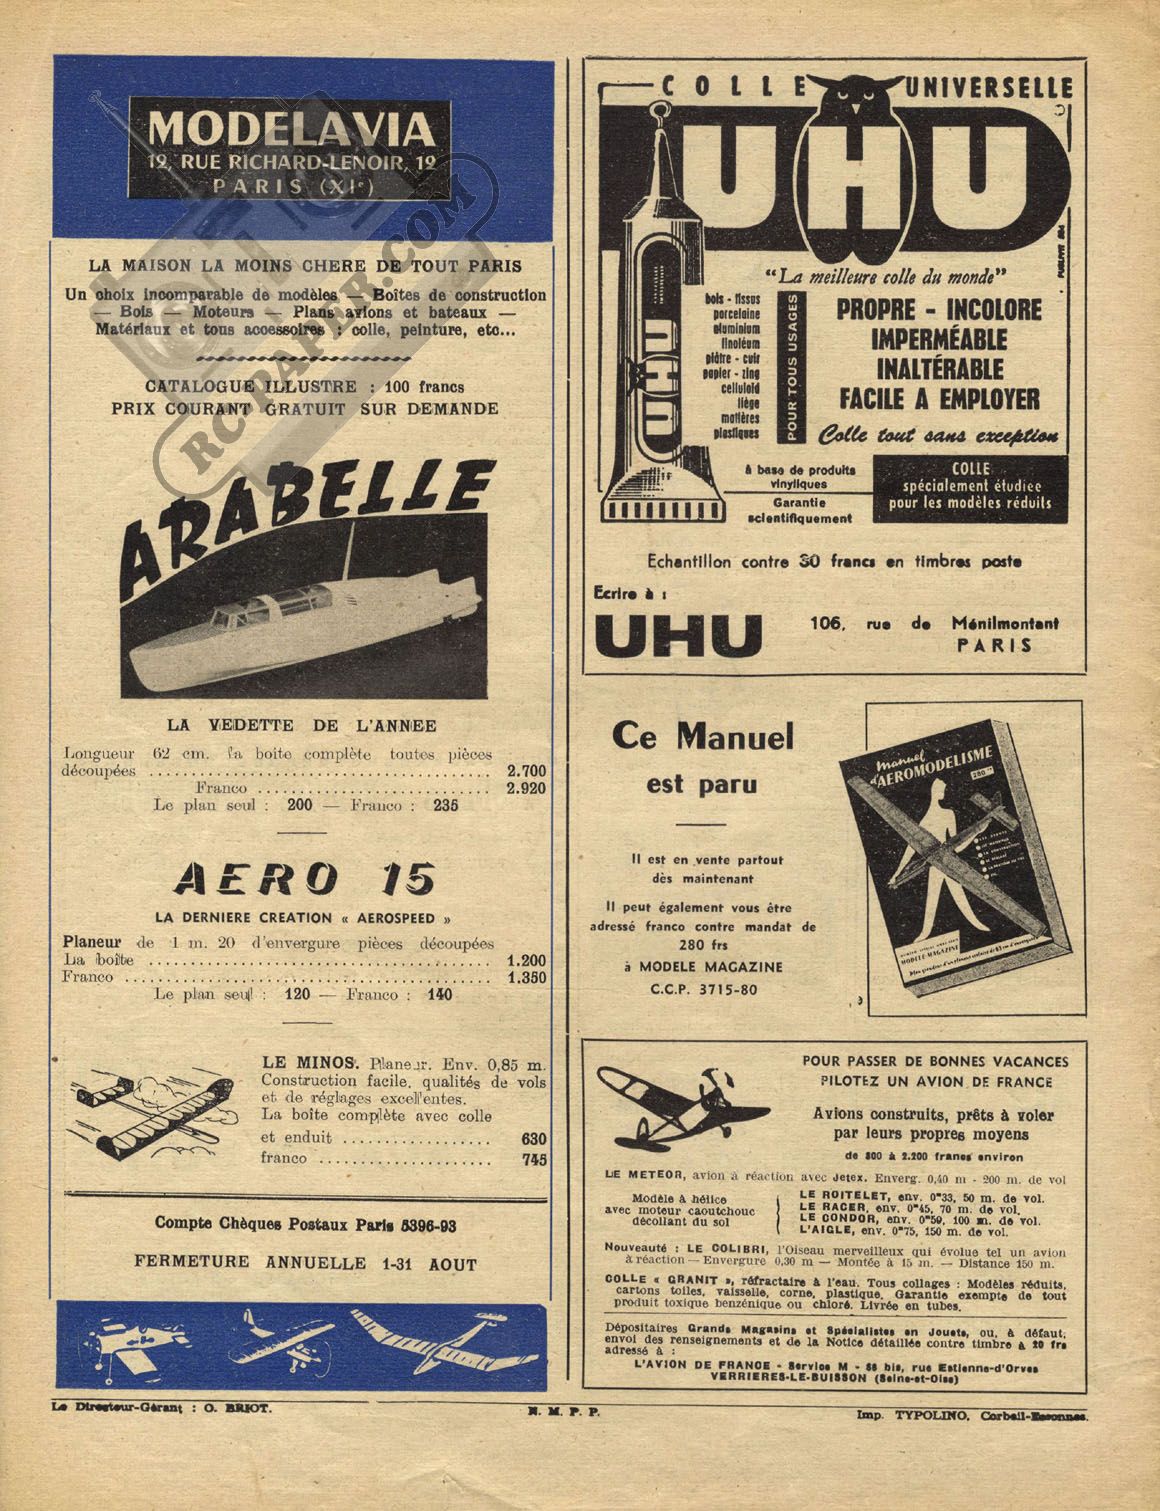 MODELAVIA
19, RUE RICHARD-LENOIR, 19
PARIS (XIe)
LA MAISON LA MOINS CHERE DE TOUT PARIS
Un choix incomparable de modèles — Boîtes de construction
— Bois — Moteurs — Plans avions et bateaux —
Matériaux et tous accessoires : colle, peinture, etc...
CATALOGUE ILLUSTRE : 100 francs
PRIX COURANT GRATUIT SUR DEMANDE
RC-PAPER.COM
ARABELLE
LA VEDETTE DE L'ANNEE
Longueur 62 cm. la boîte complète toutes pièces
découpées ........ 2.700
Franco ........ 2.920
Le plan seul : 200 — Franco : 235
AERO 15
LA DERNIERE CREATION « AEROSPEED »
Planeur de 1 m. 20 d'envergure pièces découpées
La boîte ........ 1.200
Franco ........ 1.350
Le plan seul : 120 — Franco : 140
LE MINOS. Planeur. Env. 0,85 m.
Construction facile, qualités de vols
et de réglages excellentes.
La boîte complète avec colle
et enduit ........ 630
franco ........ 745
Compte Chèques Postaux Paris 5396-93
FERMETURE ANNUELLE 1-31 AOUT
COLLE UNIVERSELLE
UHU
"La meilleure colle du monde"
bois - tissus
porcelaine
aluminium
linoléum
plâtre - cuir
papier - zing
celluloïd
liège
matières
plastiques
POUR TOUS USAGES
PROPRE - INCOLORE
IMPERMÉABLE
INALTÉRABLE
FACILE A EMPLOYER
Colle tout sans exception
UHU
à base de produits
vinyliques
Garantie
scientifiquement
COLLE
spécialement étudiée
pour les modèles réduits
Echantillon contre 30 francs en timbres poste
Ecrire à :
UHU
106, rue de Ménilmontant
PARIS
Ce Manuel
est paru
Il est en vente partout
dès maintenant
Il peut également vous être
adressé franco contre mandat de
280 frs
à MODELE MAGAZINE
C.C.P. 3715-80
manuel
d'AEROMODELISME
MODELE-MAGAZINE
POUR PASSER DE BONNES VACANCES
PILOTEZ UN AVION DE FRANCE
Avions construits, prêts à voler
par leurs propres moyens
de 800 à 2.200 francs environ
LE METEOR, avion à réaction avec Jetex. Enverg. 0,40 m - 200 m. de vol
Modèle à hélice
avec moteur caoutchouc
décollant du sol
LE ROITELET, env. 0m33, 50 m. de vol.
LE RACER, env. 0m45, 70 m. de vol.
LE CONDOR, env. 0m59, 100 m. de vol.
L'AIGLE, env. 0m75, 150 m. de vol.
Nouveauté : LE COLIBRI, l'Oiseau merveilleux qui évolue tel un avion
à réaction — Envergure 0,30 m — Montée à 15 m. — Distance 150 m.
COLLE « GRANIT », réfractaire à l'eau. Tous collages : Modèles réduits,
cartons toiles, vaisselle, corne, plastique. Garantie exempte de tout
produit toxique benzénique ou chloré. Livrée en tubes.
Dépositaires Grands Magasins et Spécialistes en Jouets, ou, à défaut,
envoi des renseignements et de la Notice détaillée contre timbre à 20 frs
adressé à :
L'AVION DE FRANCE - Service M - 58 bis, rue Estienne-d'Orves
VERRIERES-LE-BUISSON (Seine-et-Oise)
Le Directeur-Gérant : O. BRIOT.
N. M. P. P.
Imp. TYPOLINO, Corbeil-Essonnes.